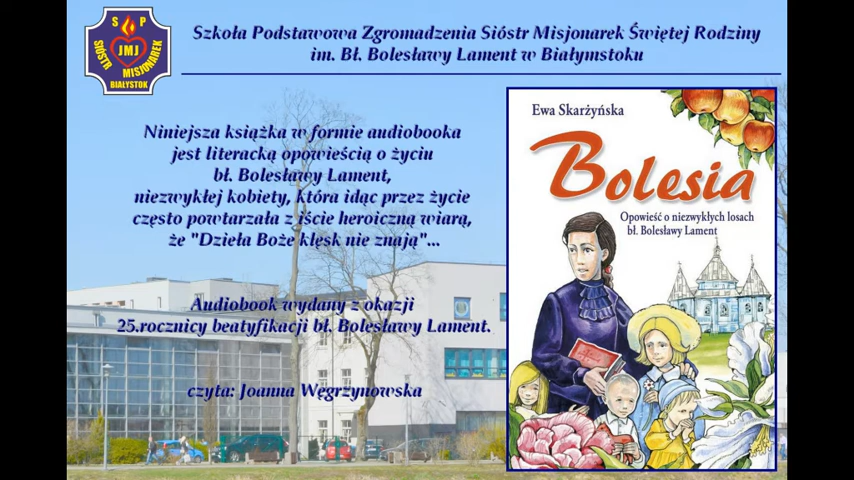 S P
SIÓSTR
JMJ
MISJONAREK
BIAŁYSTOK
Szkoła Podstawowa Zgromadzenia Sióstr Misjonarek Świętej Rodziny
im. Bł. Bolesławy Lament w Białymstoku
Niniejsza książka w formie audiobooka
jest literacką opowieścią o życiu
bł. Bolesławy Lament,
niezwykłej kobiety, która idąc przez życie
często powtarzała z iście heroiczną wiarą,
że "Dzieła Boże klęsk nie znają"...
Audiobook wydany z okazji
25.rocznicy beatyfikacji bł. Bolesławy Lament.
czyta: Joanna Węgrzynowska
Ewa Skarżyńska
Bolesia
Opowieść o niezwykłych losach
bł. Bolesławy Lament